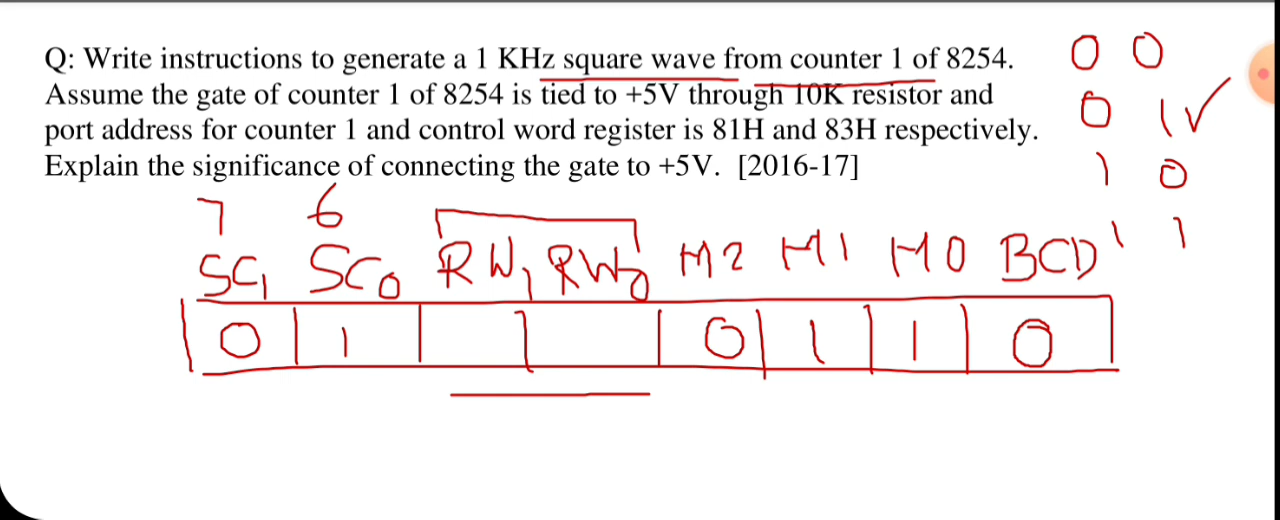 Q: Write instructions to generate a 1 KHz square wave from counter 1 of 8254.
Assume the gate of counter 1 of 8254 is tied to +5V through 10K resistor and
port address for counter 1 and control word register is 81H and 83H respectively.
Explain the significance of connecting the gate to +5V. [2016-17]
0 0
0 1 ✓
1 0
1 1
7 6
SC1 SC0 RW1 RW0 M2 M1 M0 BCD
0 1 0 1 1 0